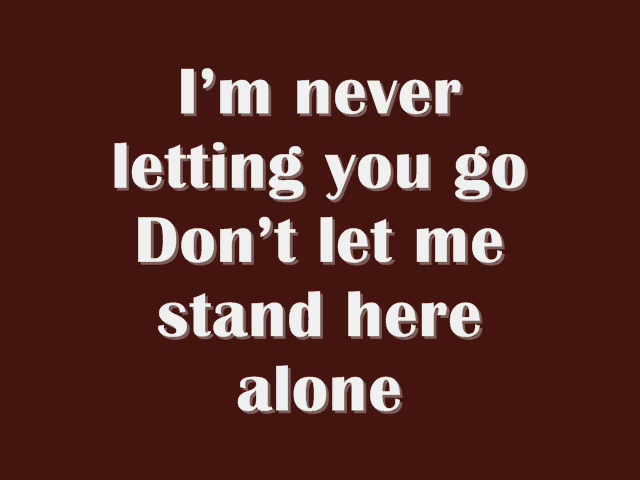 I’m never
letting you go
Don’t let me
stand here
alone